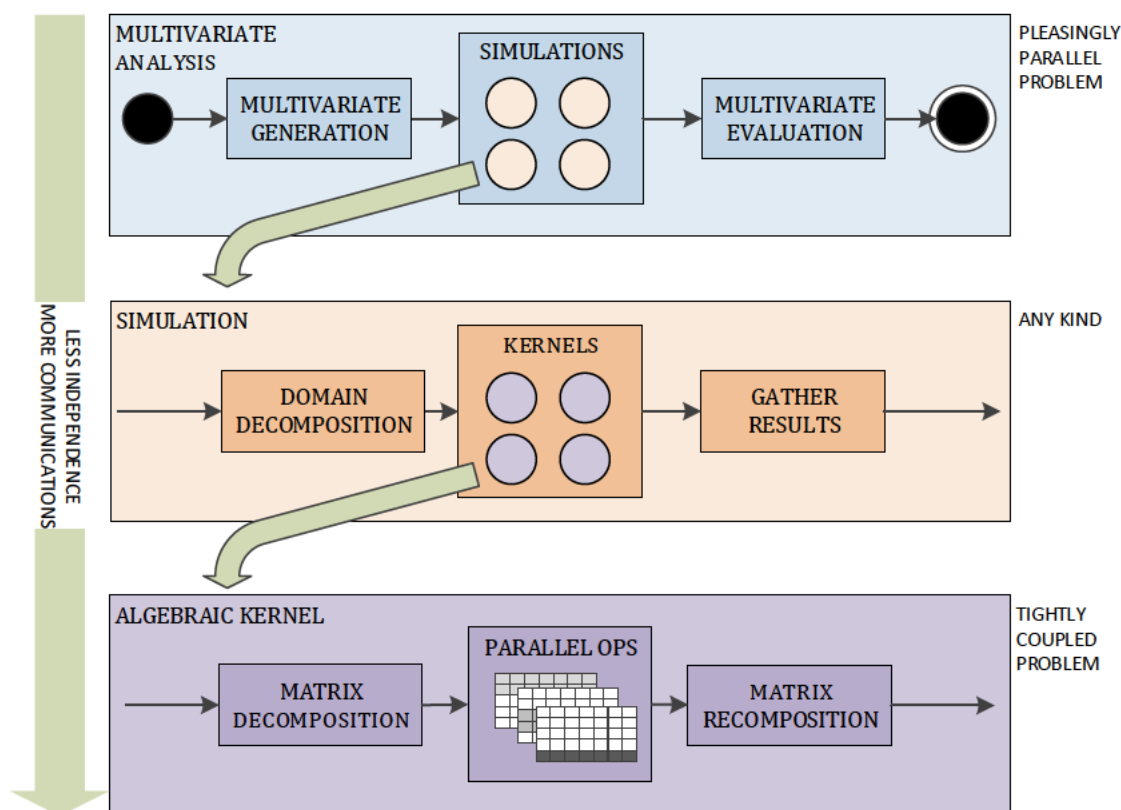 MULTIVARIATE
ANALYSIS
MULTIVARIATE
GENERATION
SIMULATIONS
MULTIVARIATE
EVALUATION
PLEASINGLY
PARALLEL
PROBLEM
LESS INDEPENDENCE
MORE COMMUNICATIONS
SIMULATION
DOMAIN
DECOMPOSITION
KERNELS
GATHER
RESULTS
ANY KIND
ALGEBRAIC KERNEL
MATRIX
DECOMPOSITION
PARALLEL OPS
MATRIX
RECOMPOSITION
TIGHTLY
COUPLED
PROBLEM